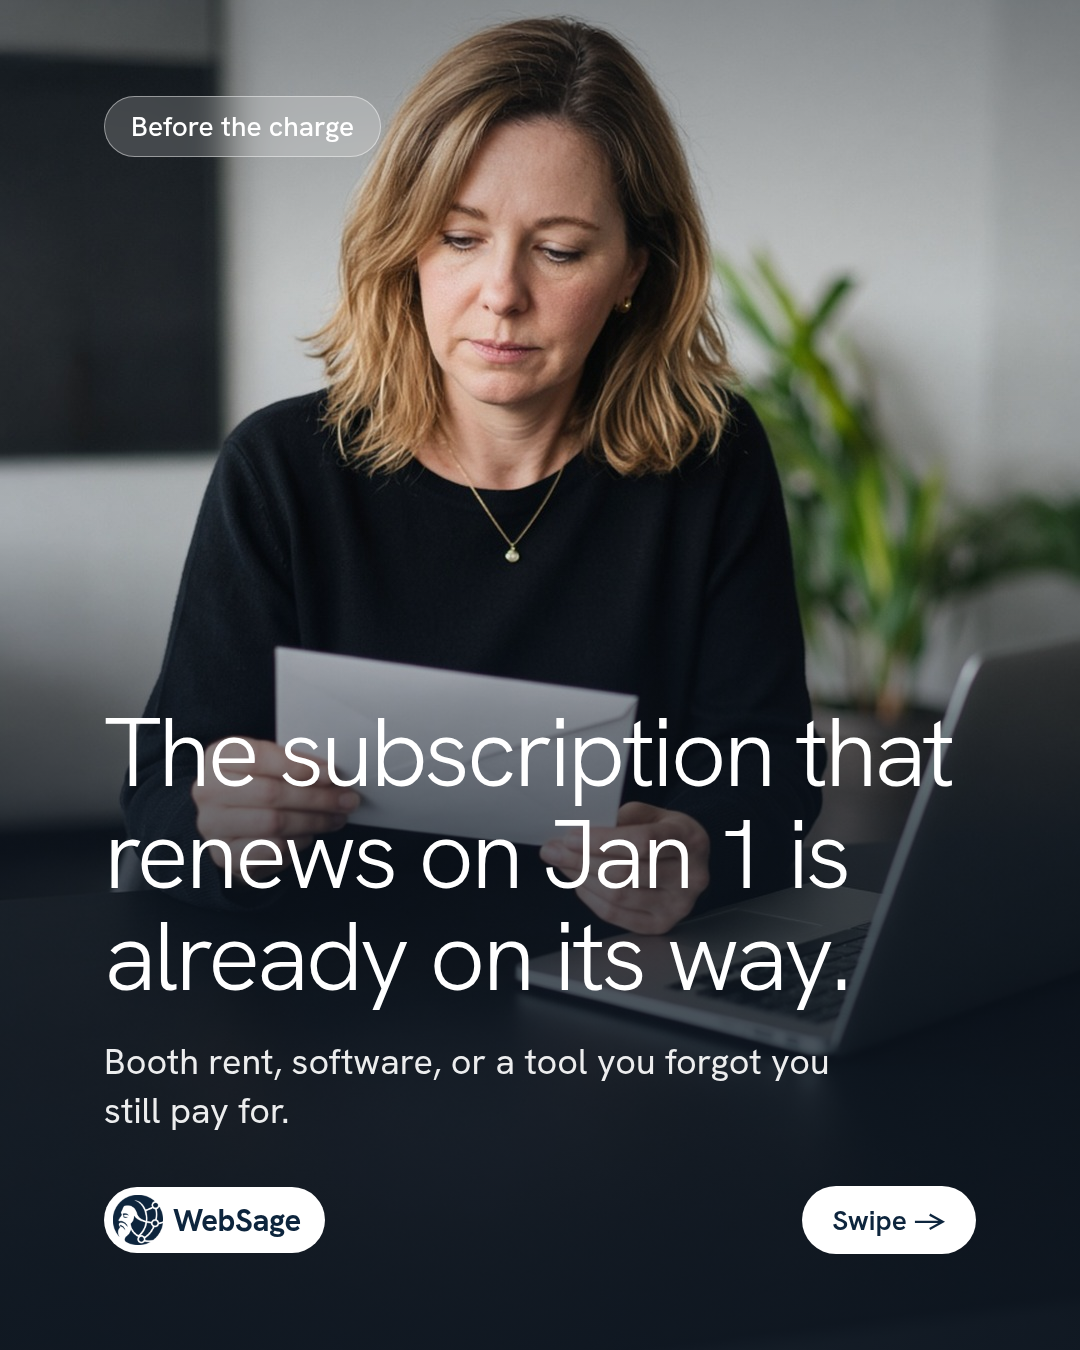 Before the charge
The subscription that
renews on Jan 1 is
already on its way.
Booth rent, software, or a tool you forgot you
still pay for.
WebSage
Swipe →